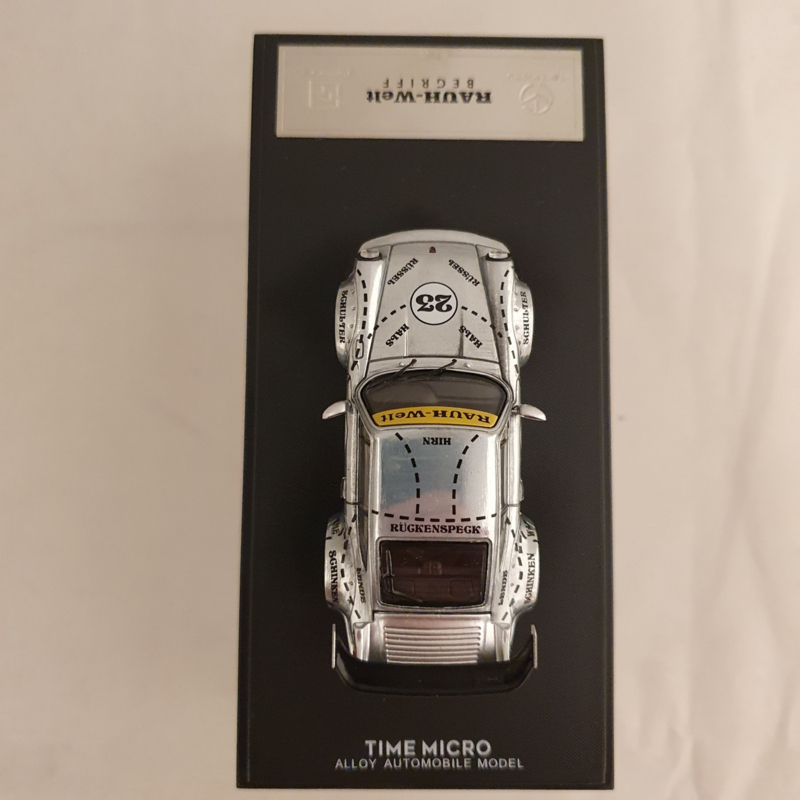 RAUH-Welt
BEGRIFF
RÜSSEL
RÜSSEL
23
SCHULTER
SCHULTER
HALS
HALS
RAUH-Welt
HIRN
RÜCKENSPECK
SCHINKEN
SCHINKEN
TIME MICRO
ALLOY AUTOMOBILE MODEL